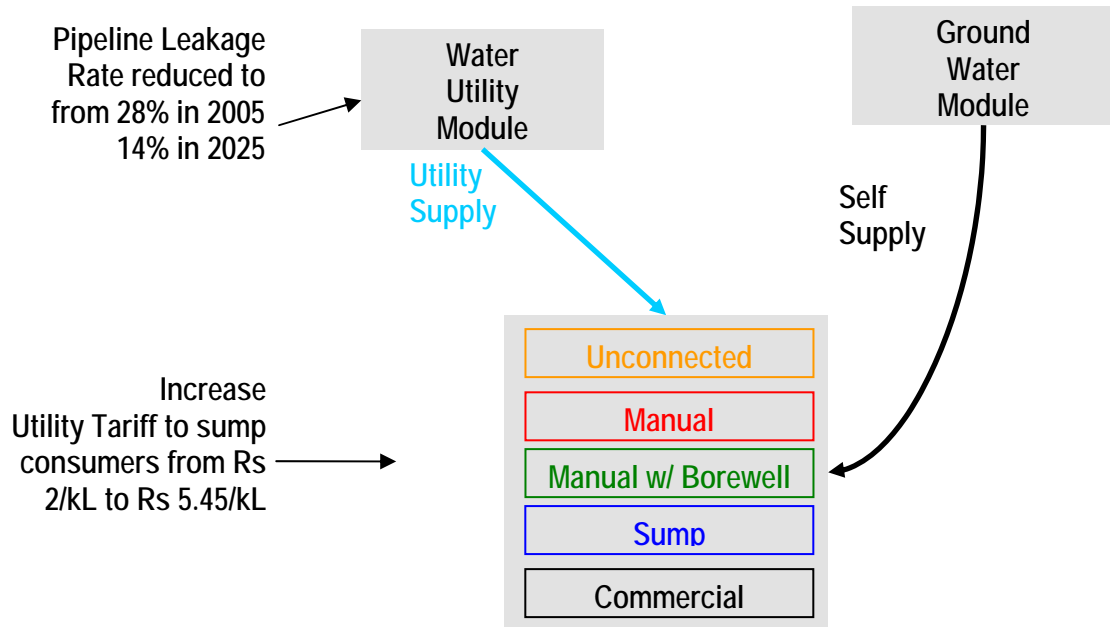 Pipeline Leakage
Rate reduced to
from 28% in 2005
14% in 2025
Water
Utility
Module
Ground
Water
Module
Utility
Supply
Self
Supply
Increase
Utility Tariff to sump
consumers from Rs
2/kL to Rs 5.45/kL
Unconnected
Manual
Manual w/ Borewell
Sump
Commercial